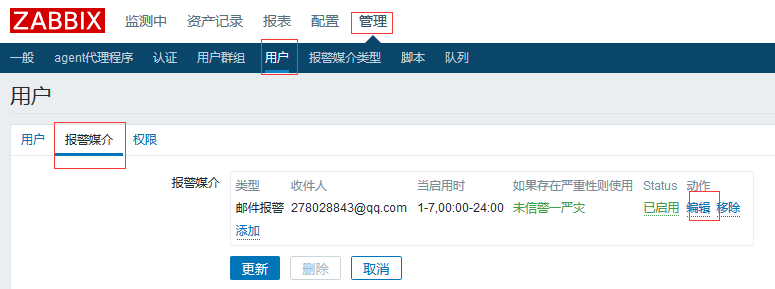 ZABBIX 监测中 资产记录 报表 配置 管理
一般 agent代理程序 认证 用户群组 用户 报警媒介类型 脚本 队列
用户
用户 报警媒介 权限
报警媒介 类型 收件人 当启用时 如果存在严重性则使用 Status 动作
邮件报警 278028843@qq.com 1-7,00:00-24:00 未信警一严灾 已启用 编辑 移除
添加
更新 删除 取消